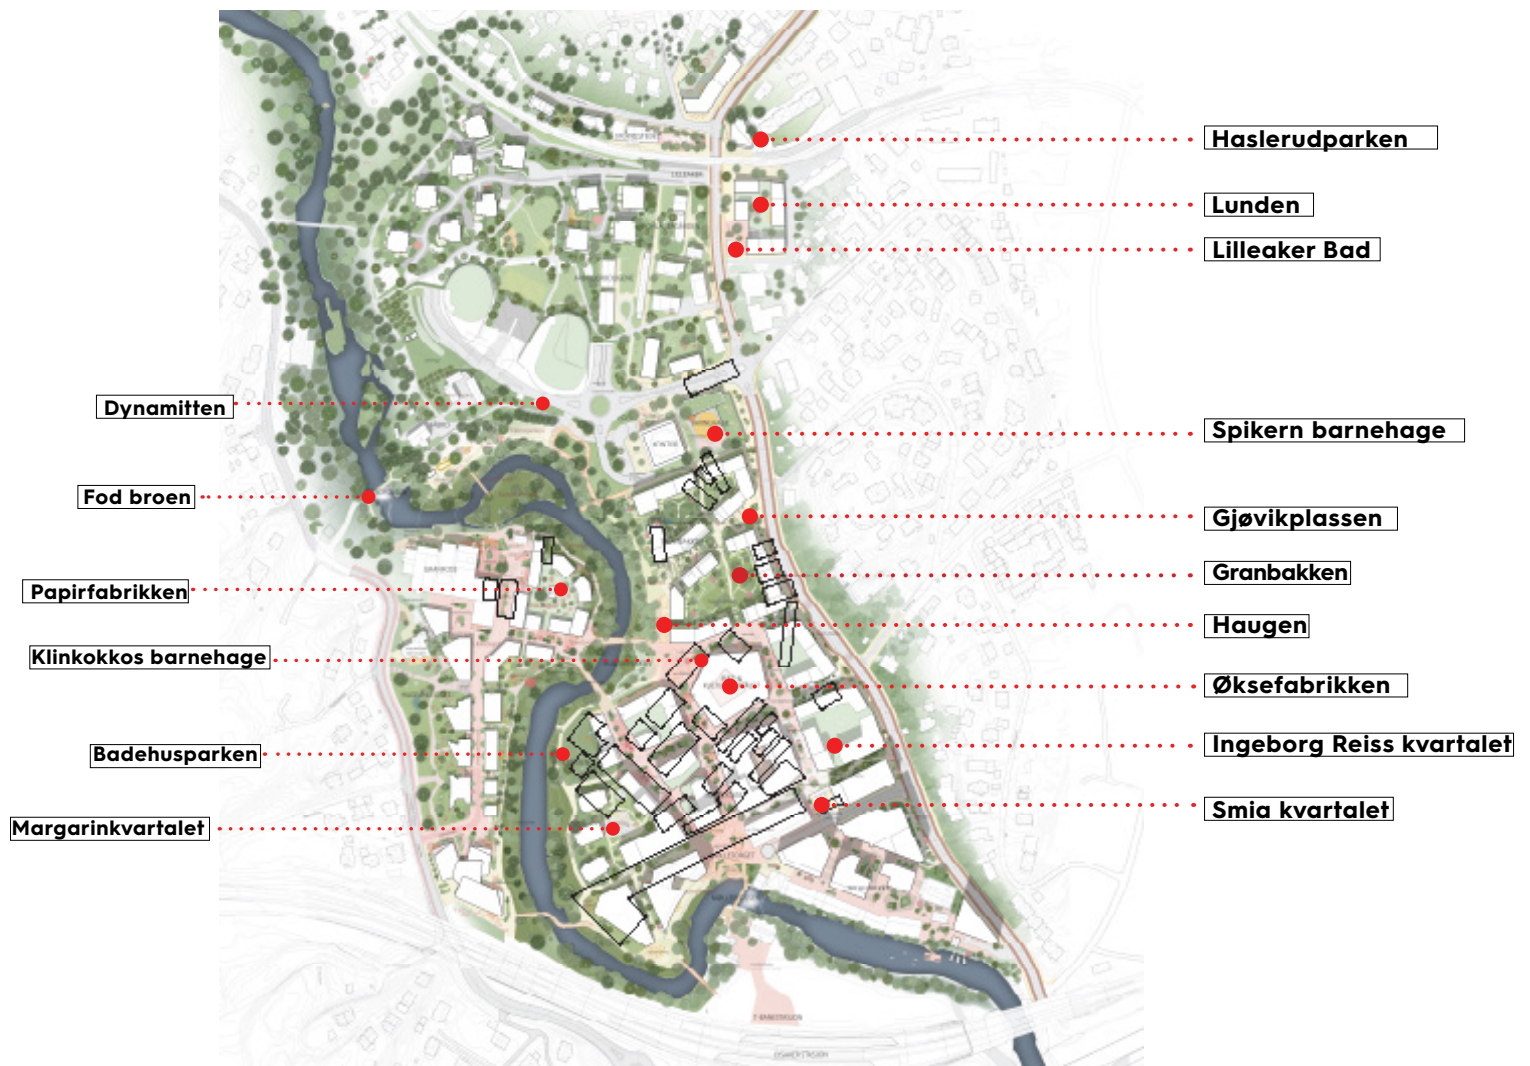 Haslerudparken
Lunden
Lilleaker Bad
Dynamitten
Spikern barnehage
Fod broen
Gjøvikplassen
Granbakken
Papirfabrikken
Haugen
Klinkokkos barnehage
Øksefabrikken
Ingeborg Reiss kvartalet
Badehusparken
Smia kvartalet
Margarinkvartalet